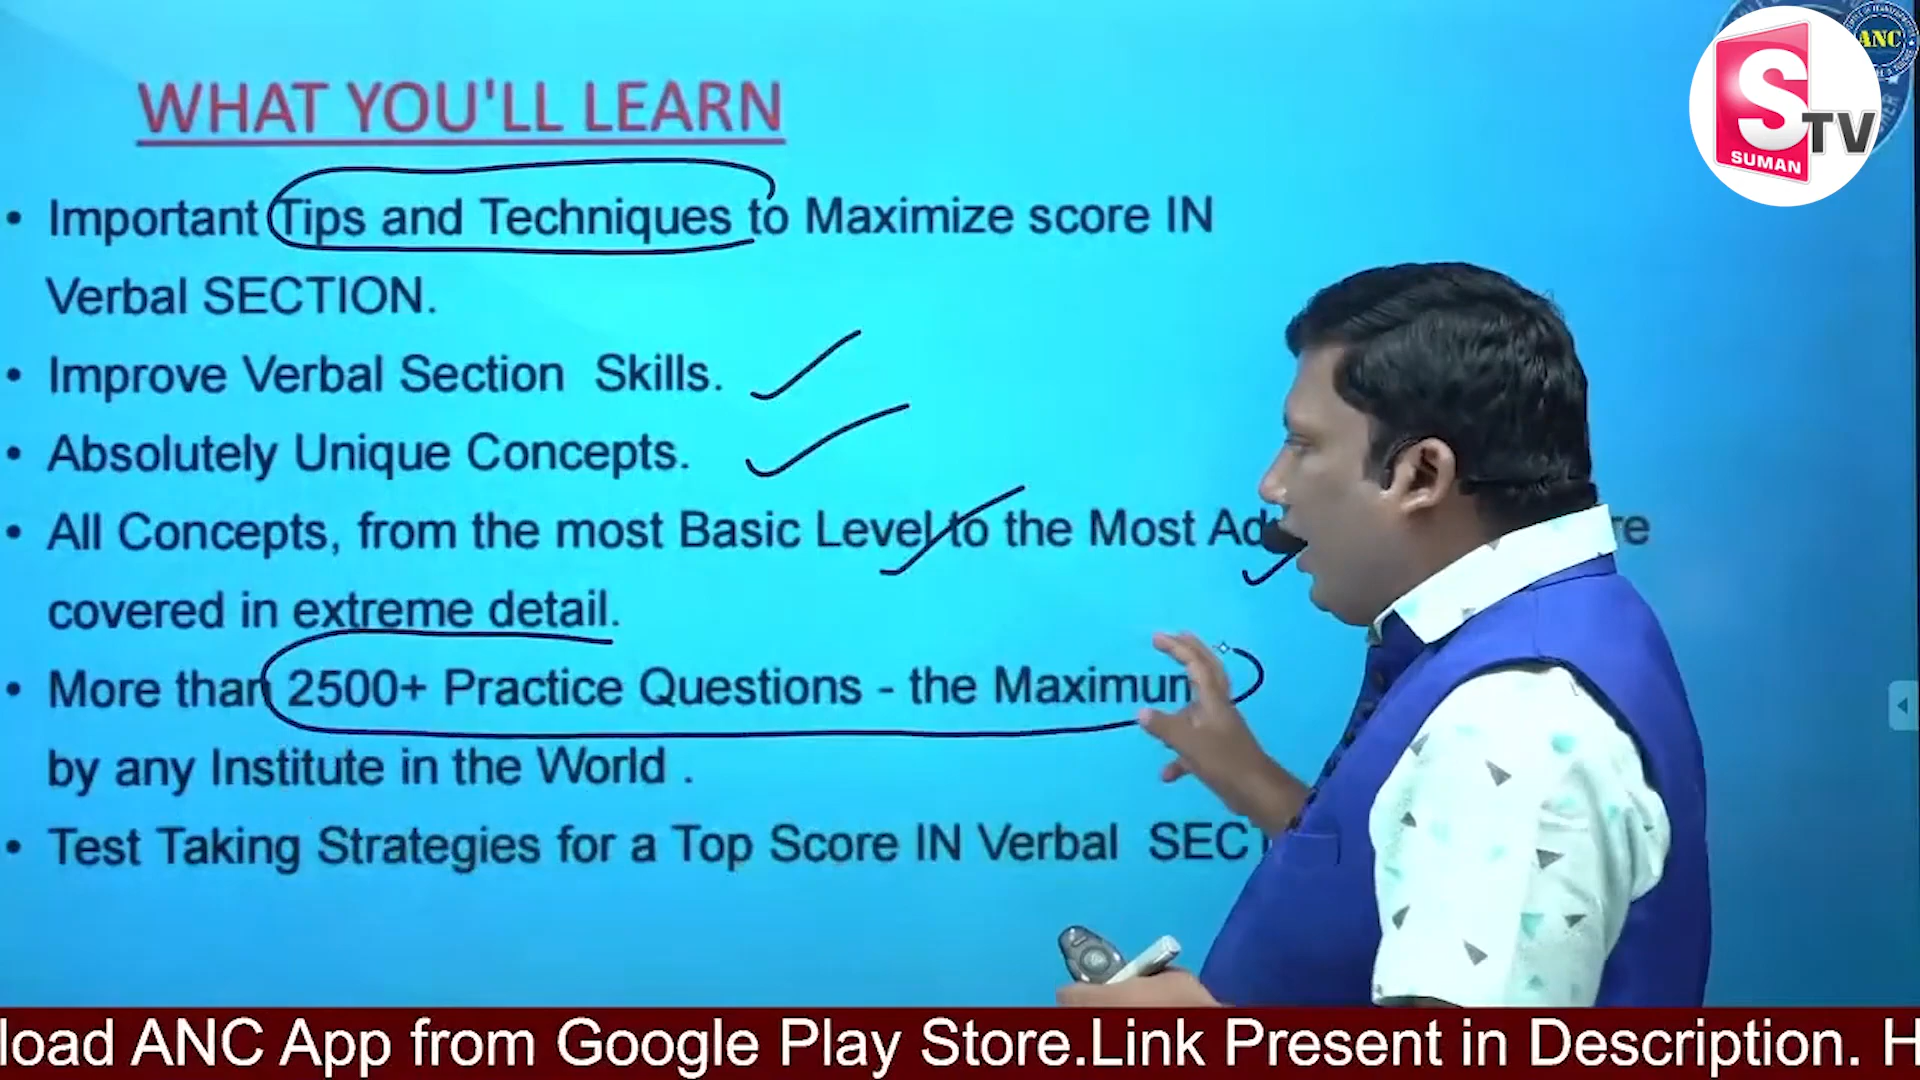 WHAT YOU'LL LEARN
• Important Tips and Techniques to Maximize score IN
Verbal SECTION.
• Improve Verbal Section Skills.
• Absolutely Unique Concepts.
• All Concepts, from the most Basic Level to the Most
covered in extreme detail.
• More than 2500+ Practice Questions - the
by any Institute in the World .
• Test Taking Strategies for a Top Score IN Verbal
S TV
SUMAN
ANC
load ANC App from Google Play Store.Link Present in Description. H